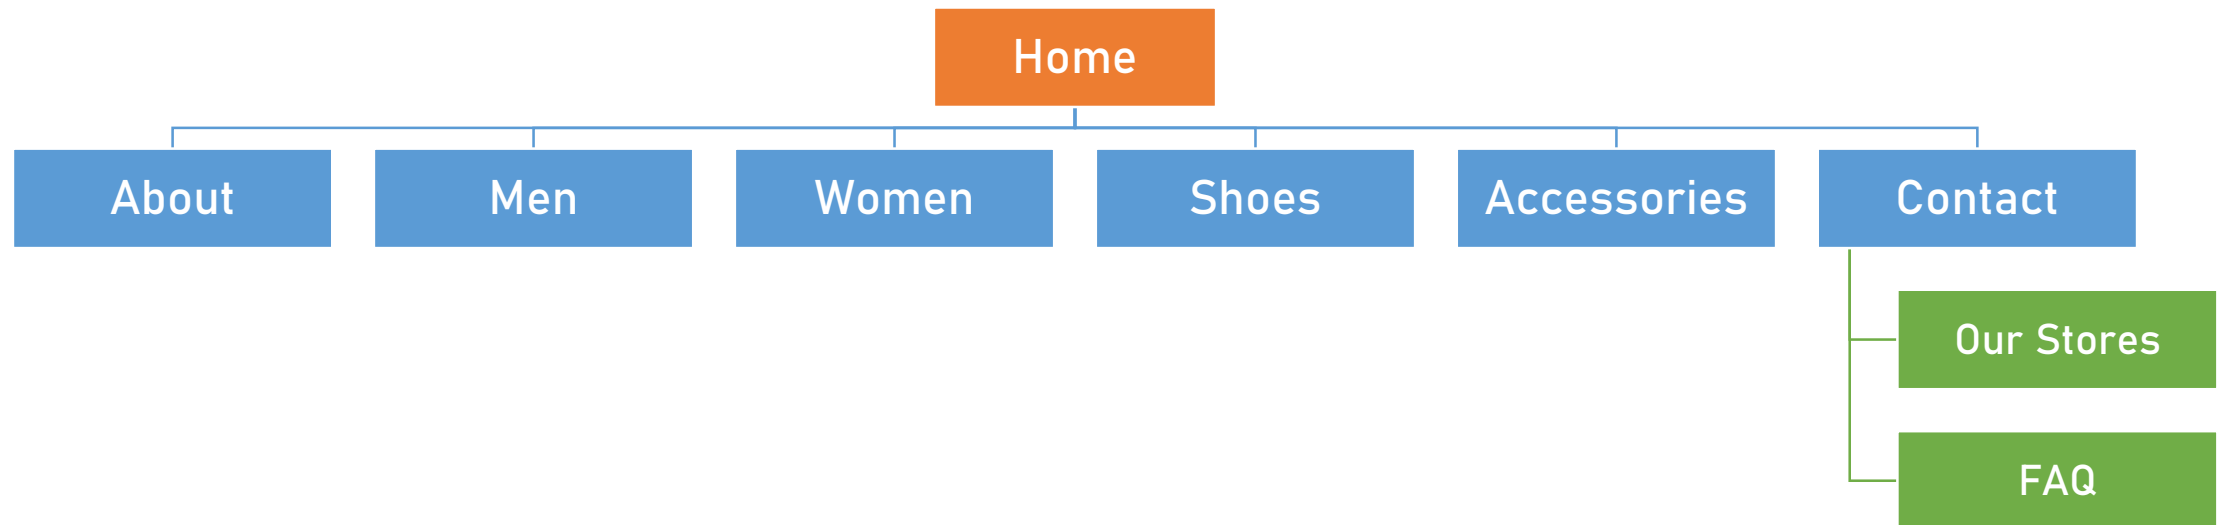 Home
About
Men
Women
Shoes
Accessories
Contact
Our Stores
FAQ